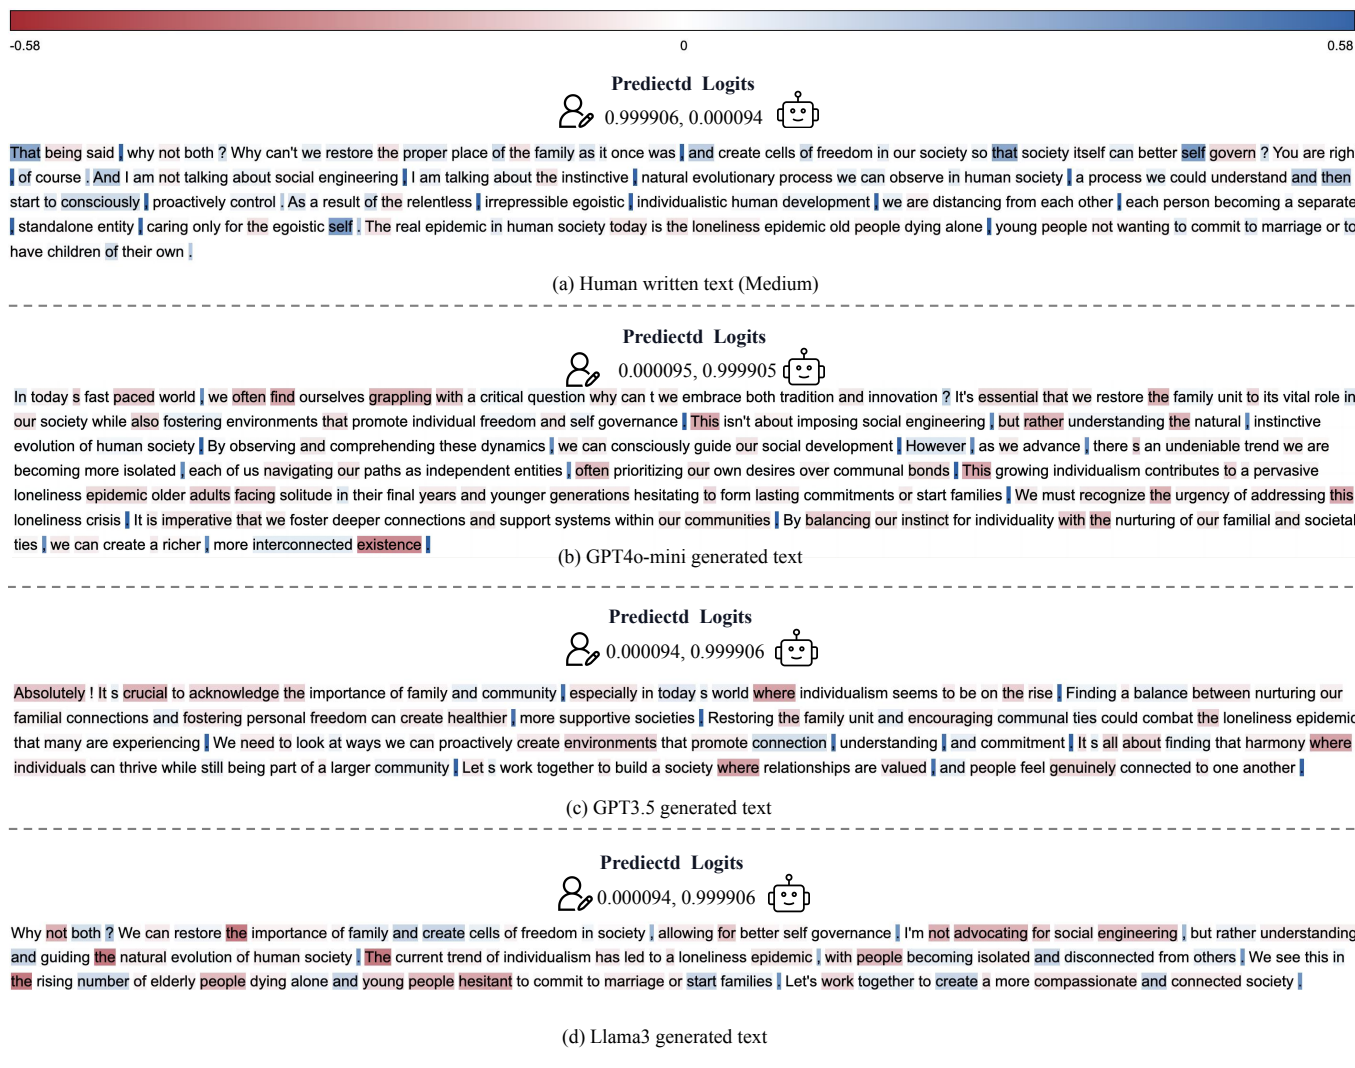 -0.58 0 0.58
Prediectd Logits
0.999906, 0.000094
That being said , why not both ? Why can't we restore the proper place of the family as it once was , and create cells of freedom in our society so that society itself can better self govern ? You are righ
, of course . And I am not talking about social engineering , I am talking about the instinctive , natural evolutionary process we can observe in human society , a process we could understand and then
start to consciously , proactively control . As a result of the relentless , irrepressible egoistic , individualistic human development , we are distancing from each other , each person becoming a separate
, standalone entity , caring only for the egoistic self . The real epidemic in human society today is the loneliness epidemic old people dying alone , young people not wanting to commit to marriage or to
have children of their own .
(a) Human written text (Medium)
Prediectd Logits
0.000095, 0.999905
In today s fast paced world , we often find ourselves grappling with a critical question why can t we embrace both tradition and innovation ? It's essential that we restore the family unit to its vital role in
our society while also fostering environments that promote individual freedom and self governance . This isn't about imposing social engineering , but rather understanding the natural , instinctive
evolution of human society . By observing and comprehending these dynamics , we can consciously guide our social development . However , as we advance , there s an undeniable trend we are
becoming more isolated , each of us navigating our paths as independent entities , often prioritizing our own desires over communal bonds . This growing individualism contributes to a pervasive
loneliness epidemic older adults facing solitude in their final years and younger generations hesitating to form lasting commitments or start families . We must recognize the urgency of addressing this
loneliness crisis . It is imperative that we foster deeper connections and support systems within our communities . By balancing our instinct for individuality with the nurturing of our familial and societal
ties , we can create a richer , more interconnected existence .
(b) GPT4o-mini generated text
Prediectd Logits
0.000094, 0.999906
Absolutely ! It s crucial to acknowledge the importance of family and community , especially in today s world where individualism seems to be on the rise . Finding a balance between nurturing our
familial connections and fostering personal freedom can create healthier , more supportive societies . Restoring the family unit and encouraging communal ties could combat the loneliness epidemic
that many are experiencing . We need to look at ways we can proactively create environments that promote connection , understanding , and commitment . It s all about finding that harmony where
individuals can thrive while still being part of a larger community . Let s work together to build a society where relationships are valued , and people feel genuinely connected to one another .
(c) GPT3.5 generated text
Prediectd Logits
0.000094, 0.999906
Why not both ? We can restore the importance of family and create cells of freedom in society , allowing for better self governance . I'm not advocating for social engineering , but rather understanding
and guiding the natural evolution of human society . The current trend of individualism has led to a loneliness epidemic , with people becoming isolated and disconnected from others . We see this in
the rising number of elderly people dying alone and young people hesitant to commit to marriage or start families . Let's work together to create a more compassionate and connected society .
(d) Llama3 generated text